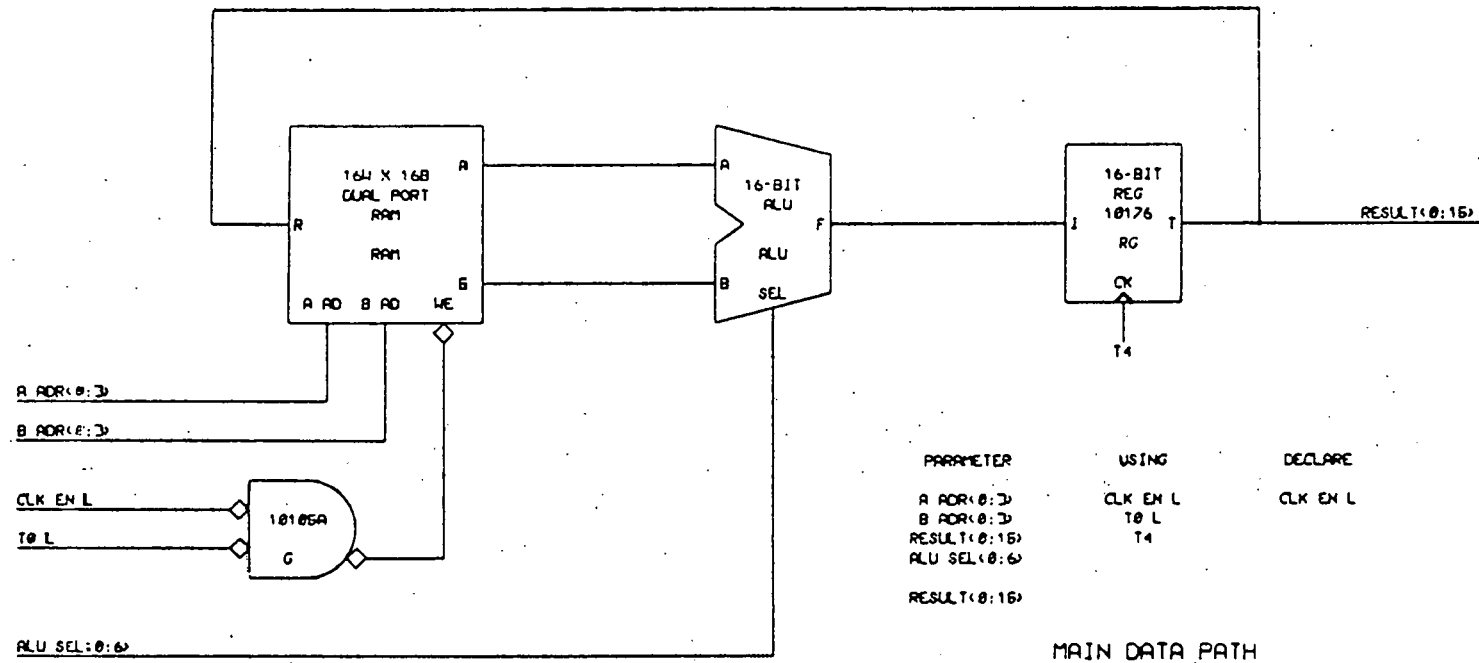 16W X 16B
DUAL PORT
RAM
RAM
A
B
R
A AD
B AD
WE
A
B
16-BIT
ALU
ALU
SEL
F
16-BIT
REG
10176
RG
I
T
CK
T4
RESULT<0:15>
A ADR<0:3>
B ADR<0:3>
CLK EN L
T0 L
10105A
G
ALU SEL<0:6>
PARAMETER USING DECLARE
A ADR<0:3> CLK EN L CLK EN L
B ADR<0:3> T0 L
RESULT<0:15> T4
ALU SEL<0:6>
RESULT<0:15>
MAIN DATA PATH